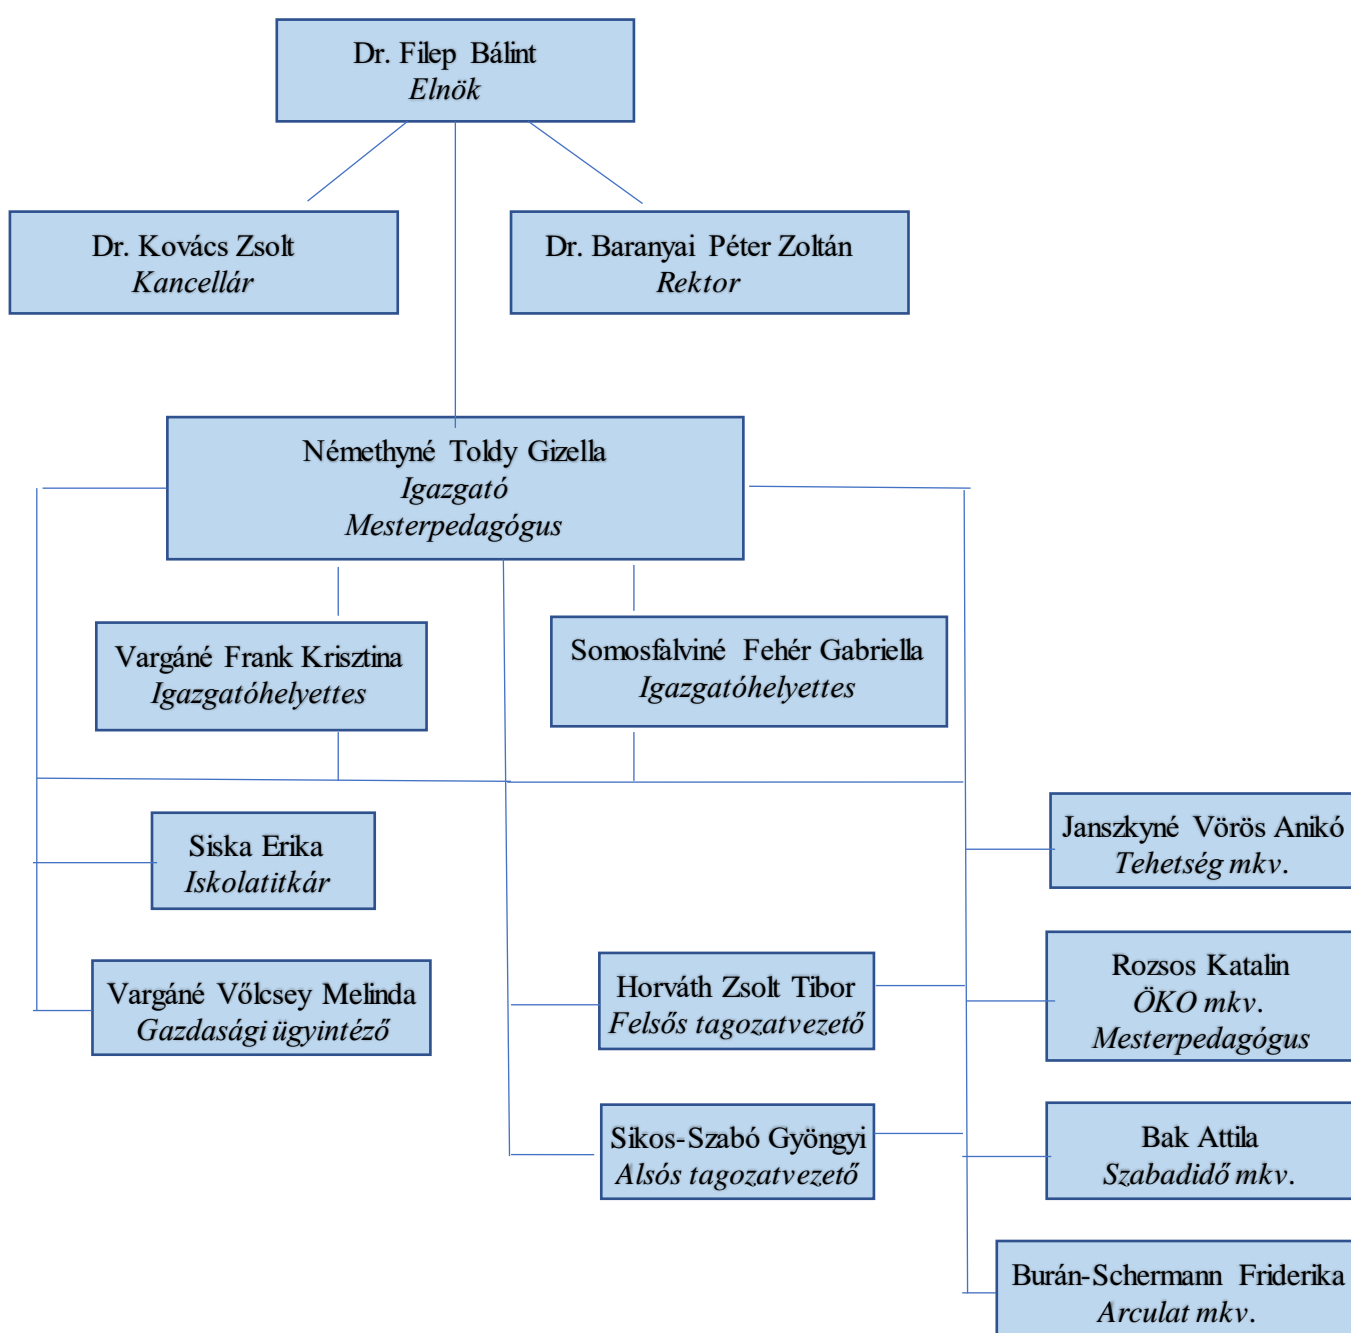 Dr. Filep Bálint
Elnök
Dr. Kovács Zsolt
Kancellár
Dr. Baranyai Péter Zoltán
Rektor
Némethyné Toldy Gizella
Igazgató
Mesterpedagógus
Vargáné Frank Krisztina
Igazgatóhelyettes
Somosfalviné Fehér Gabriella
Igazgatóhelyettes
Siska Erika
Iskolatitkár
Janszkyné Vörös Anikó
Tehetség mkv.
Vargáné Vőlcsey Melinda
Gazdasági ügyintéző
Horváth Zsolt Tibor
Felsős tagozatvezető
Rozsos Katalin
ÖKO mkv.
Mesterpedagógus
Sikos-Szabó Gyöngyi
Alsós tagozatvezető
Bak Attila
Szabadidő mkv.
Burán-Schermann Friderika
Arculat mkv.